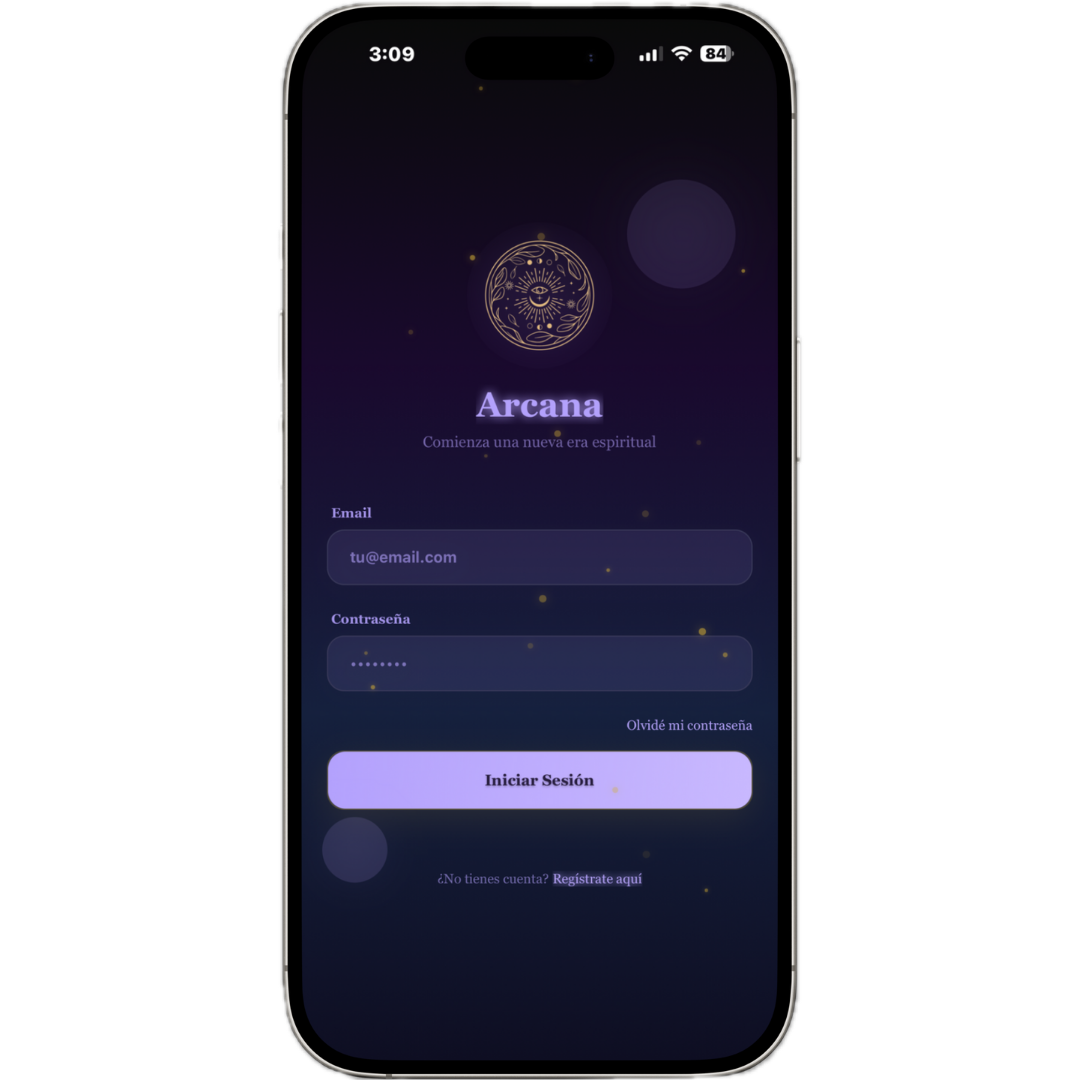 3:09
84
Arcana
Comienza una nueva era espiritual
Email
tu@email.com
Contraseña
••••••••
Olvidé mi contraseña
Iniciar Sesión
¿No tienes cuenta? Regístrate aquí